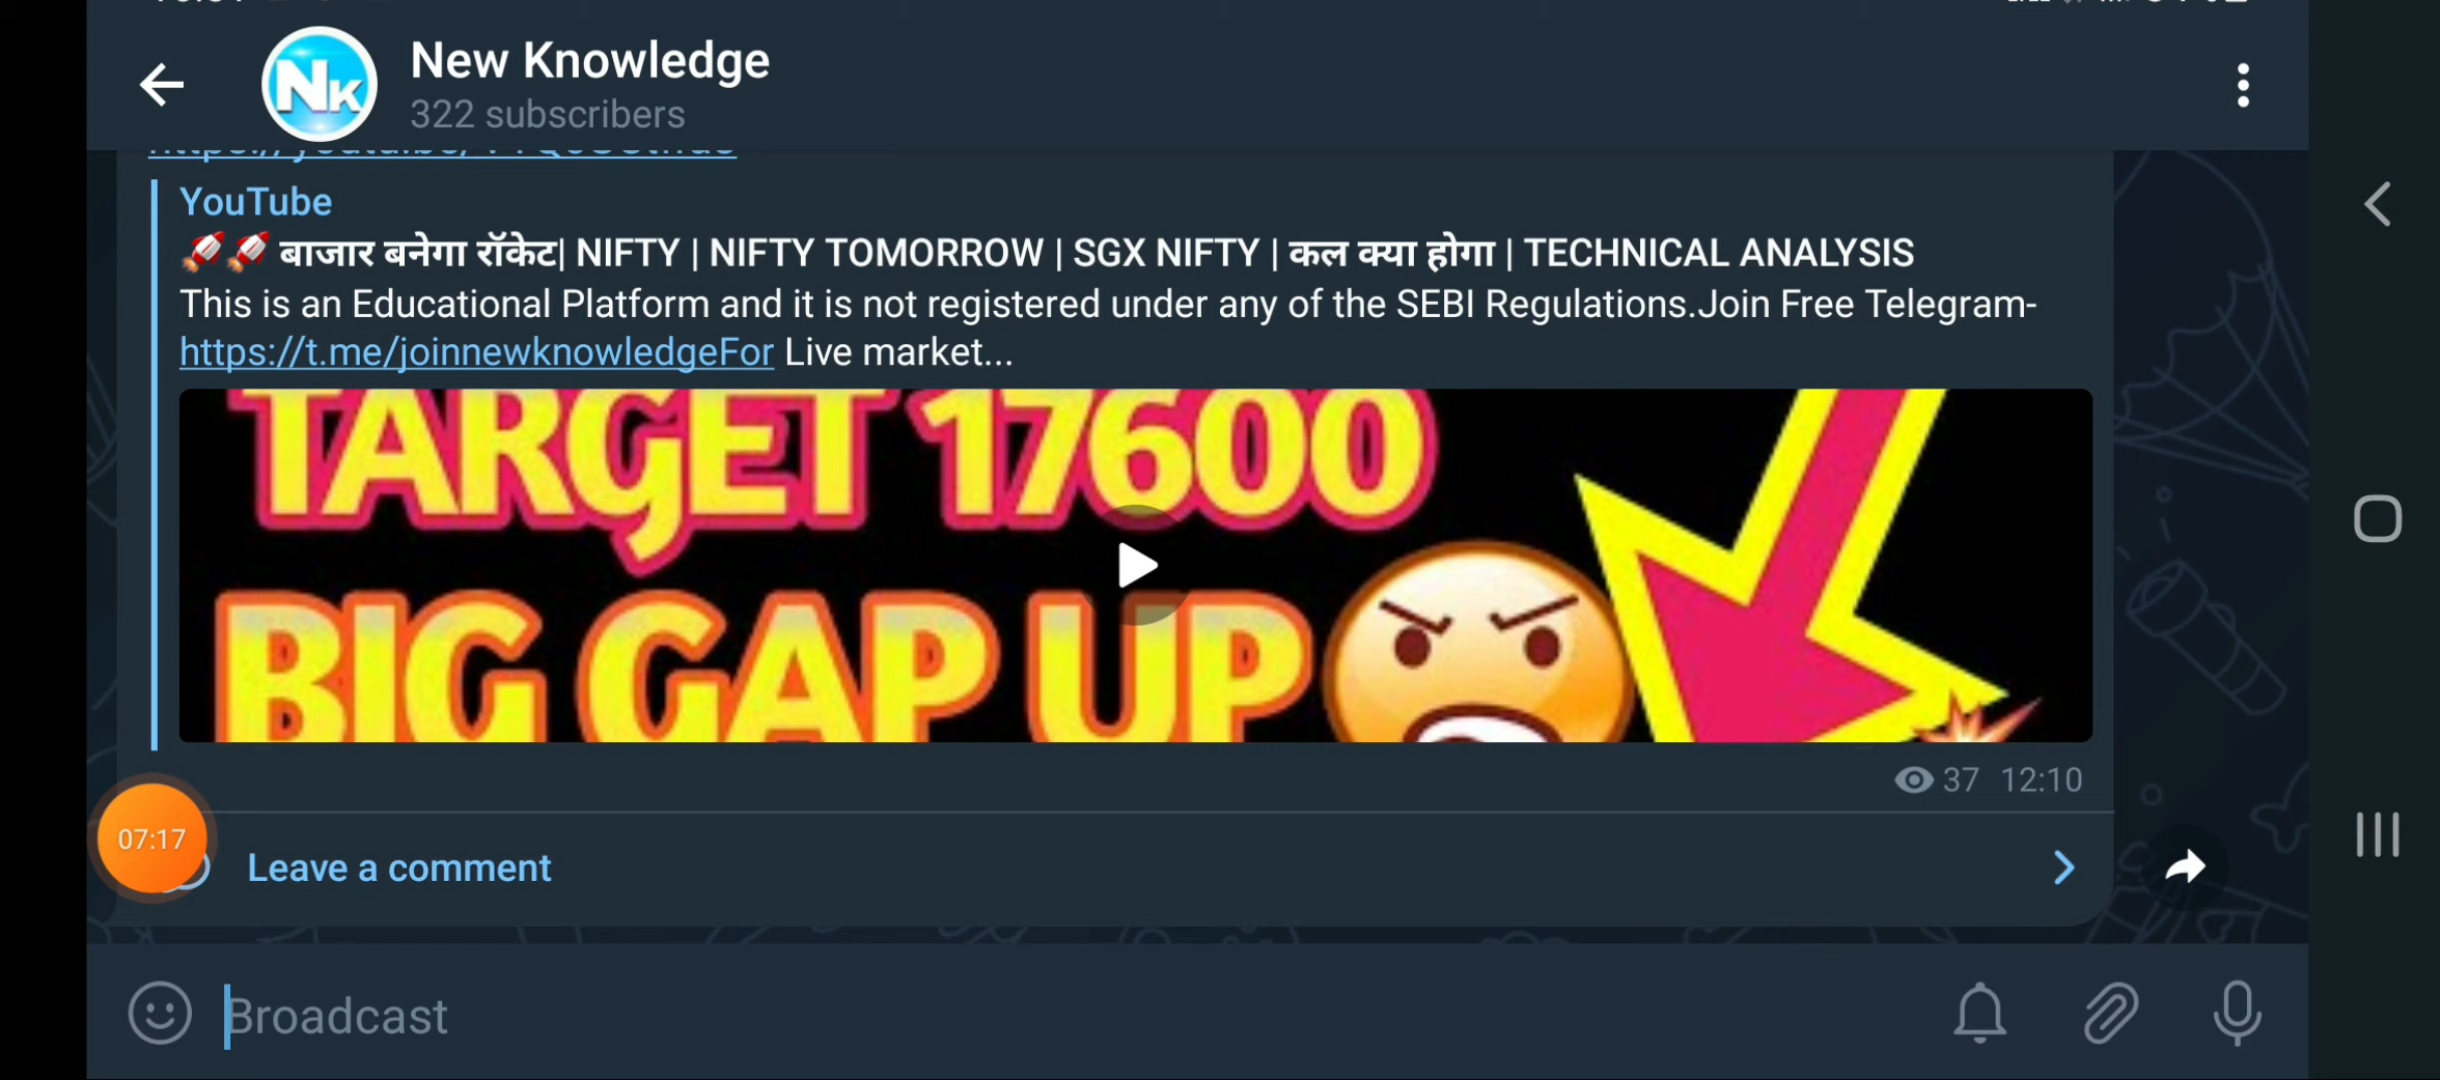 New Knowledge
322 subscribers
YouTube
🚀🚀 बाजार बनेगा रॉकेट| NIFTY | NIFTY TOMORROW | SGX NIFTY | कल क्या होगा | TECHNICAL ANALYSIS
This is an Educational Platform and it is not registered under any of the SEBI Regulations.Join Free Telegram-
https://t.me/joinnewknowledgeFor Live market...
TARGET 17600
BIG GAP UP
37 12:10
07:17
Leave a comment
Broadcast
NK